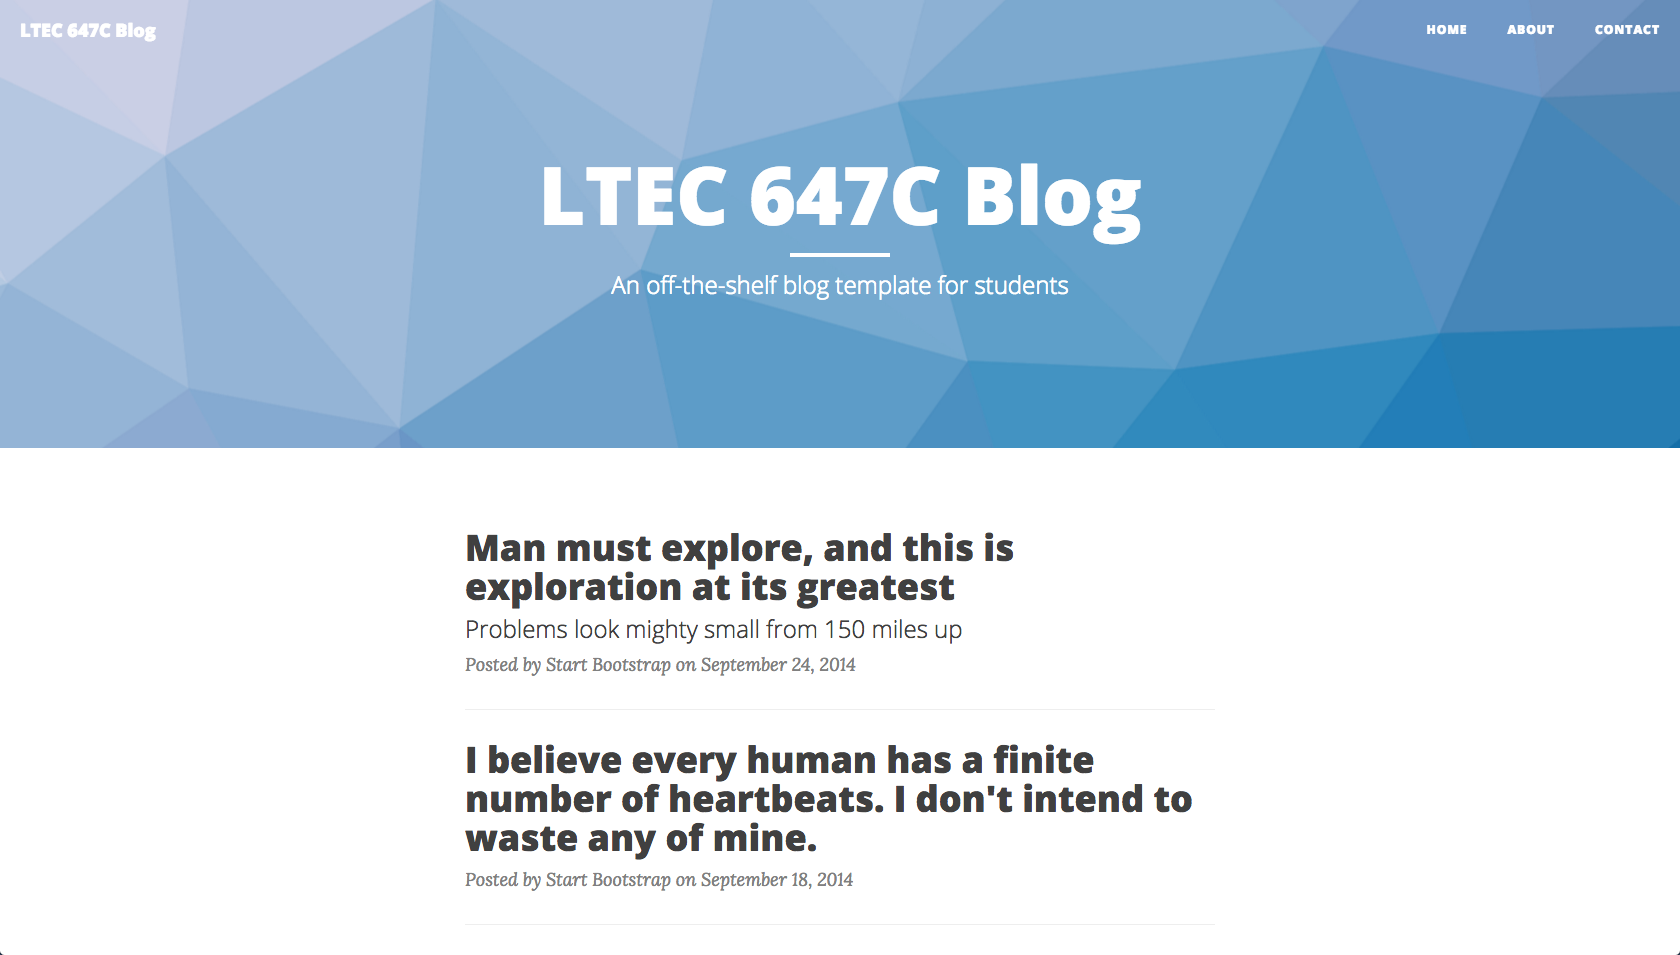 LTEC 647C Blog
HOME ABOUT CONTACT
LTEC 647C Blog
An off-the-shelf blog template for students
Man must explore, and this is
exploration at its greatest
Problems look mighty small from 150 miles up
Posted by Start Bootstrap on September 24, 2014
I believe every human has a finite
number of heartbeats. I don't intend to
waste any of mine.
Posted by Start Bootstrap on September 18, 2014